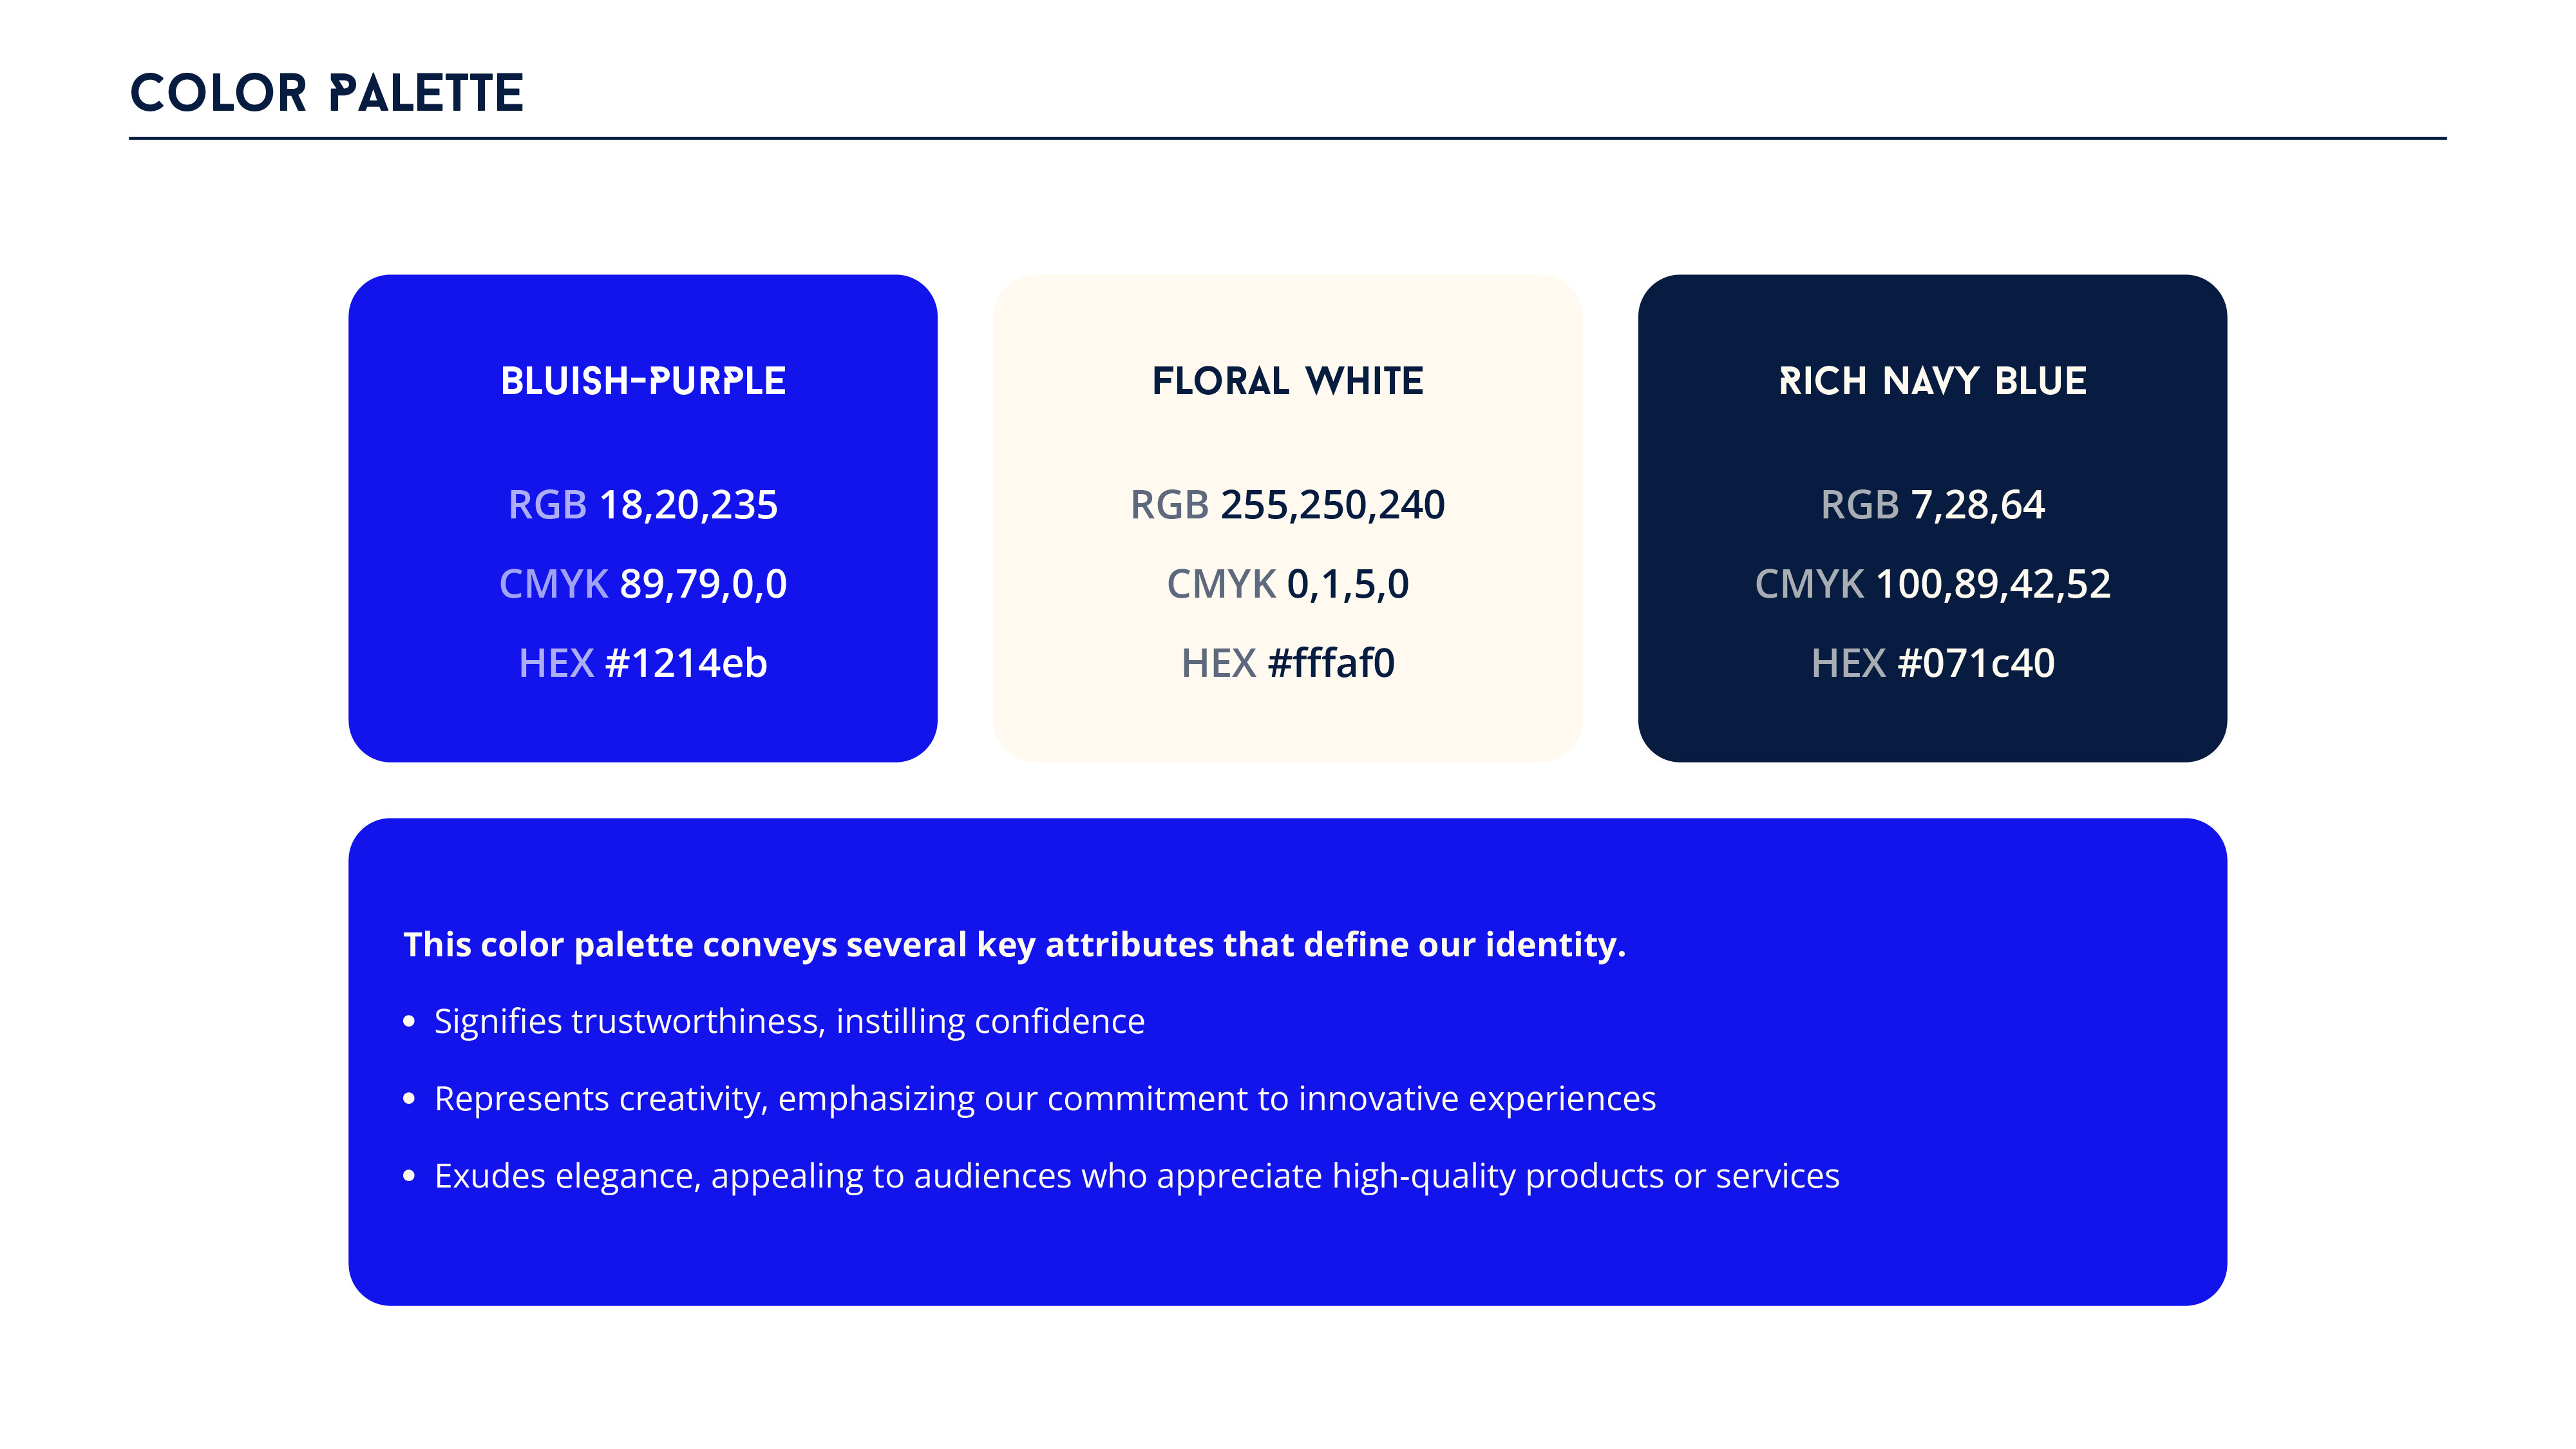 COLOR PALETTE
BLUISH-PURPLE
RGB 18,20,235
CMYK 89,79,0,0
HEX #1214eb
FLORAL WHITE
RGB 255,250,240
CMYK 0,1,5,0
HEX #fffaf0
RICH NAVY BLUE
RGB 7,28,64
CMYK 100,89,42,52
HEX #071c40
This color palette conveys several key attributes that define our identity.
• Signifies trustworthiness, instilling confidence
• Represents creativity, emphasizing our commitment to innovative experiences
• Exudes elegance, appealing to audiences who appreciate high-quality products or services